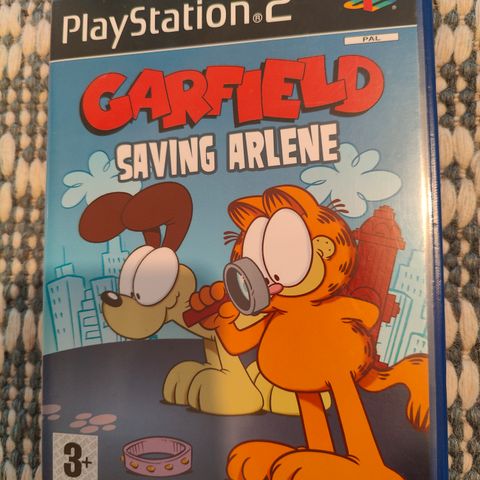 PlayStation®2
PAL
GARFIELD
SAVING ARLENE
3+